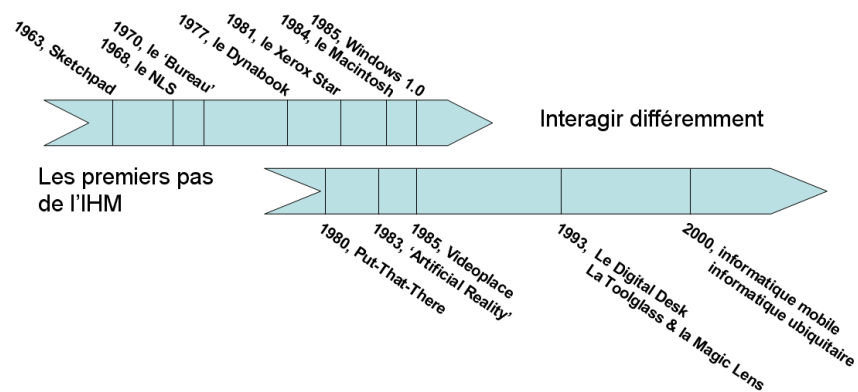 1963, Sketchpad
1968, le NLS
1970, le ‘Bureau’
1977, le Dynabook
1981, le Xerox Star
1984, le Macintosh
1985, Windows 1.0
Interagir différemment
Les premiers pas
de l’IHM
1980, Put-That-There
1983, ‘Artificial Reality’
1985, Videoplace
1993, Le Digital Desk
La Toolglass & la Magic Lens
2000, informatique mobile
informatique ubiquitaire